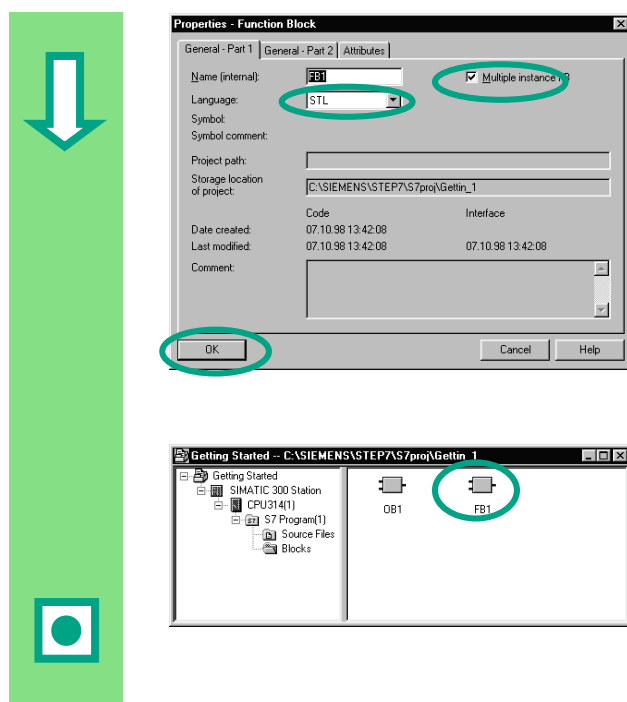 Properties - Function Block
General - Part 1 General - Part 2 Attributes
Name (internal): FB1 Multiple instance FB
Language: STL
Symbol:
Symbol comment:
Project path:
Storage location
of project: C:\SIEMENS\STEP7\S7proj\Gettin_1
Code Interface
Date created: 07.10.98 13:42:08
Last modified: 07.10.98 13:42:08 07.10.98 13:42:08
Comment:
OK Cancel Help
Getting Started -- C:\SIEMENS\STEP7\S7proj\Gettin_1
Getting Started
SIMATIC 300 Station
CPU314(1)
S7 Program(1)
Source Files
Blocks
OB1 FB1